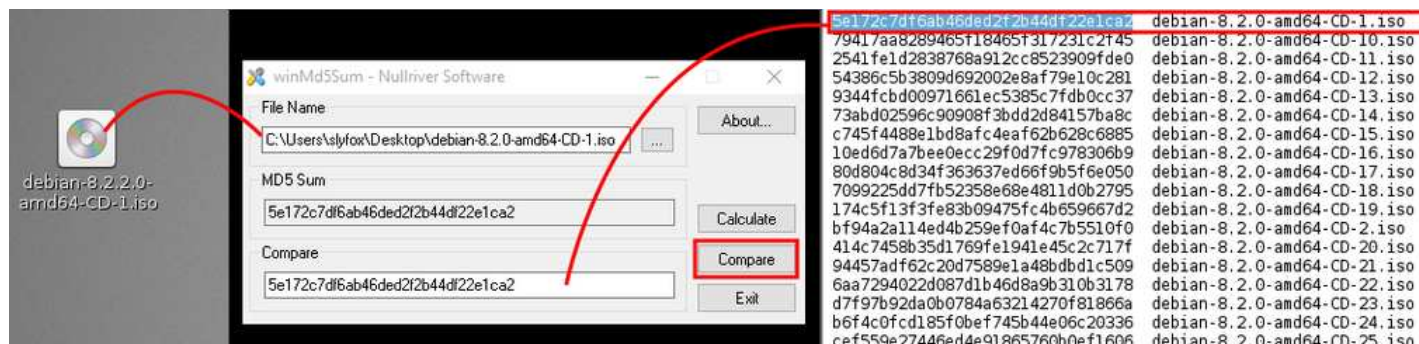 debian-8.2.2.0-
amd64-CD-1.iso
winMd5Sum - Nullriver Software
File Name
C:\Users\slyfox\Desktop\debian-8.2.0-amd64-CD-1.iso
...
About...
MD5 Sum
5e172c7df6ab46ded2f2b44df22e1ca2
Calculate
Compare
Compare
5e172c7df6ab46ded2f2b44df22e1ca2
Exit
5e172c7df6ab46ded2f2b44df22e1ca2 debian-8.2.0-amd64-CD-1.iso
79417aa8289465f18465f317231c2f45 debian-8.2.0-amd64-CD-10.iso
2541fe1d2838768a912cc8523909fde0 debian-8.2.0-amd64-CD-11.iso
54386c5b3809d692002e8af79e10c281 debian-8.2.0-amd64-CD-12.iso
9344fcbd00971661ec5385c7fdb0cc37 debian-8.2.0-amd64-CD-13.iso
73abd02596c90908f3bdd2d84157ba8c debian-8.2.0-amd64-CD-14.iso
c745f4488e1bd8afc4eaf62b628c6885 debian-8.2.0-amd64-CD-15.iso
10ed6d7a7bee0ecc29f0d7fc978306b9 debian-8.2.0-amd64-CD-16.iso
80d804c8d34f363637ed66f9b5f6e050 debian-8.2.0-amd64-CD-17.iso
7099225dd7fb52358e68e4811d0b2795 debian-8.2.0-amd64-CD-18.iso
174c5f13f3fe83b09475fc4b659667d2 debian-8.2.0-amd64-CD-19.iso
bf94a2a114ed4b259ef0af4c7b5510f0 debian-8.2.0-amd64-CD-2.iso
414c7458b35d1769fe1941e45c2c717f debian-8.2.0-amd64-CD-20.iso
94457adf62c20d7589e1a48bdbd1c509 debian-8.2.0-amd64-CD-21.iso
6aa7294022d087d1b46d8a9b310b3178 debian-8.2.0-amd64-CD-22.iso
d7f97b92da0b0784a63214270f81866a debian-8.2.0-amd64-CD-23.iso
b6f4c0fcd185f0bef745b44e06c20336 debian-8.2.0-amd64-CD-24.iso
cef559e27446ed4e91865760b0ef1606 debian-8.2.0-amd64-CD-25.iso